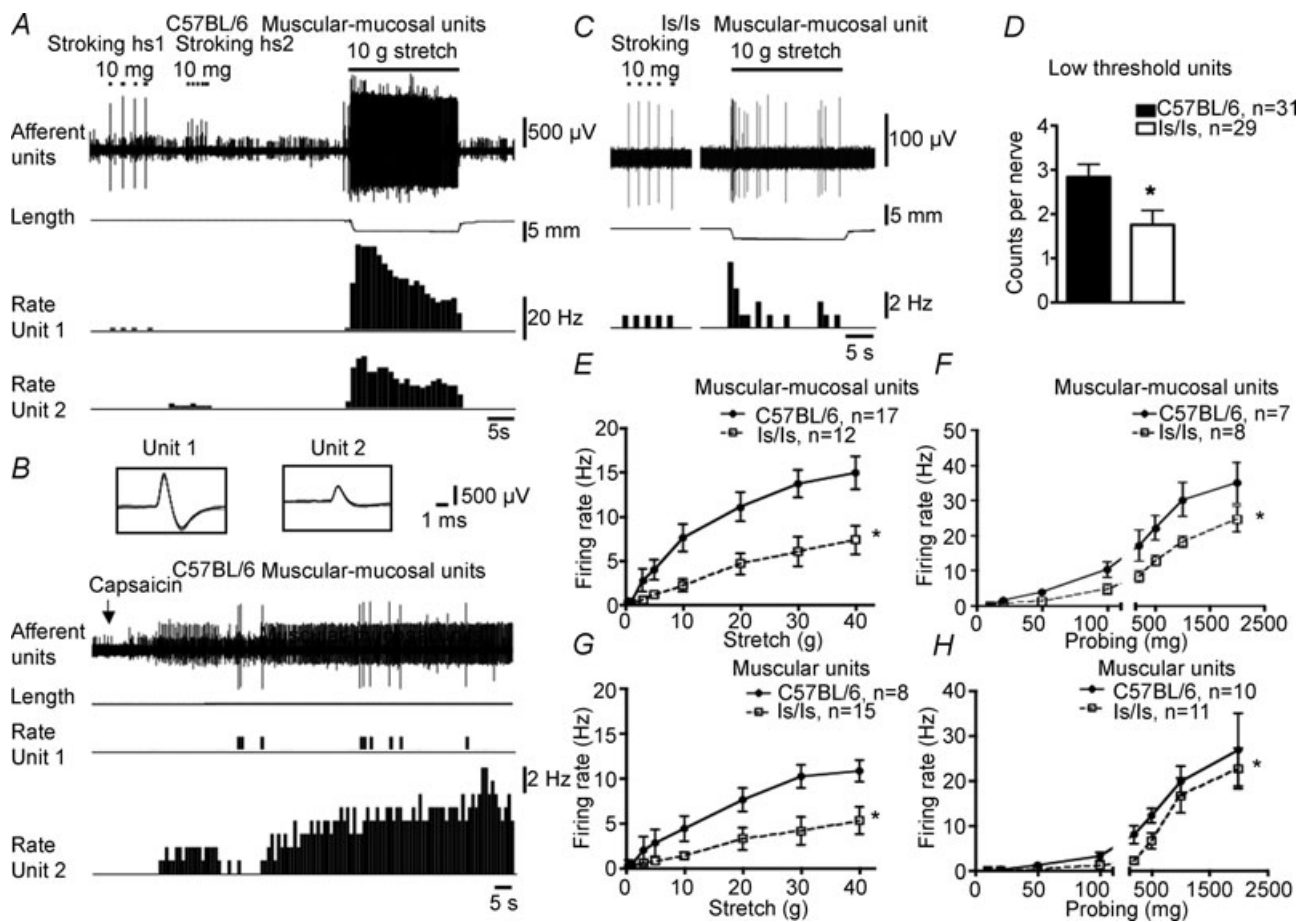 A
C57BL/6 Muscular-mucosal units
Stroking hs1 Stroking hs2
10 mg 10 mg
10 g stretch
Afferent units
500 µV
Length
5 mm
Rate Unit 1
20 Hz
Rate Unit 2
5s
Unit 1
Unit 2
500 µV
1 ms
B
C57BL/6 Muscular-mucosal units
Capsaicin
Afferent units
Length
Rate Unit 1
2 Hz
Rate Unit 2
5 s
C
Is/Is Muscular-mucosal unit
Stroking
10 mg
10 g stretch
100 µV
5 mm
2 Hz
5 s
D
Low threshold units
C57BL/6, n=31
Is/Is, n=29
Counts per nerve
4
3
2
1
0
*
E
Muscular-mucosal units
C57BL/6, n=17
Is/Is, n=12
Firing rate (Hz)
20
15
10
5
0
*
0 10 20 30 40
Stretch (g)
F
Muscular-mucosal units
C57BL/6, n=7
Is/Is, n=8
Firing rate (Hz)
50
40
30
20
10
0
*
0 50 100 500 1500 2500
Probing (mg)
G
Muscular units
C57BL/6, n=8
Is/Is, n=15
Firing rate (Hz)
20
15
10
5
0
*
0 10 20 30 40
Stretch (g)
H
Muscular units
C57BL/6, n=10
Is/Is, n=11
Firing rate (Hz)
40
30
20
10
0
*
0 50 100 500 1500 2500
Probing (mg)